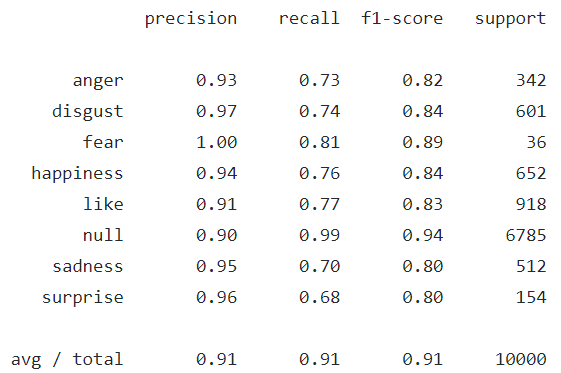 precision recall f1-score support
anger 0.93 0.73 0.82 342
disgust 0.97 0.74 0.84 601
fear 1.00 0.81 0.89 36
happiness 0.94 0.76 0.84 652
like 0.91 0.77 0.83 918
null 0.90 0.99 0.94 6785
sadness 0.95 0.70 0.80 512
surprise 0.96 0.68 0.80 154
avg / total 0.91 0.91 0.91 10000